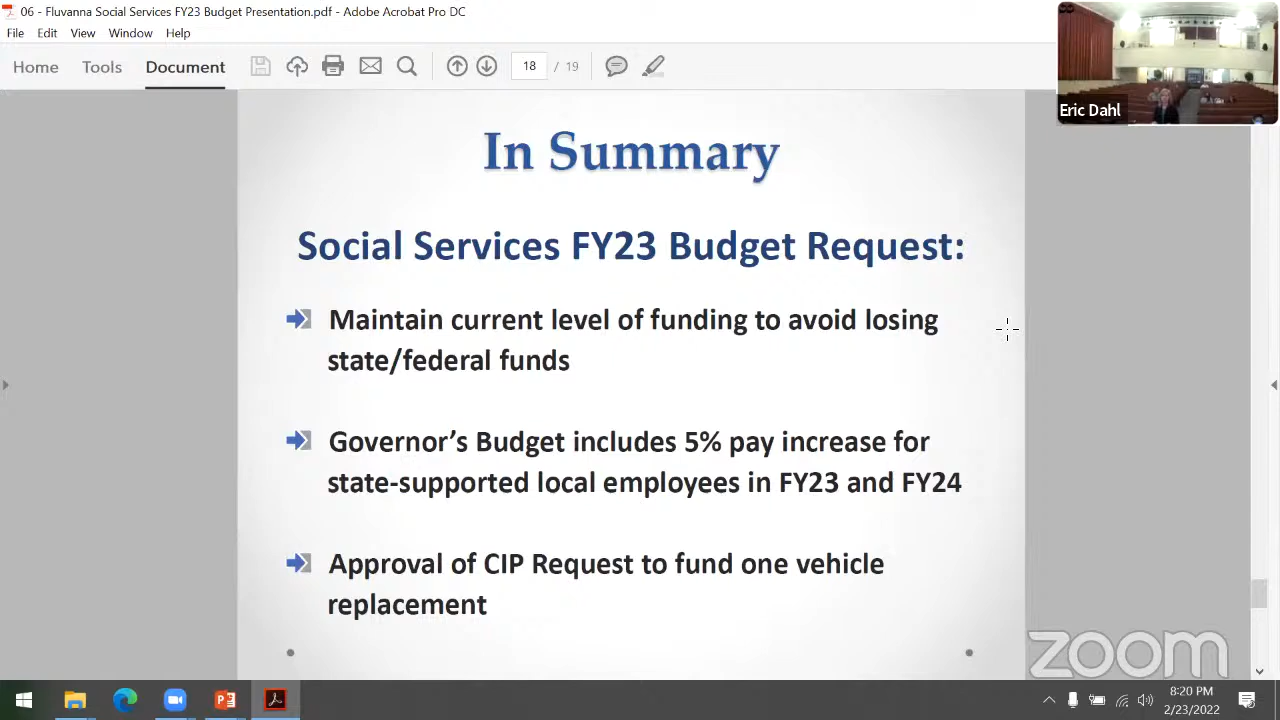 06 - Fluvanna Social Services FY23 Budget Presentation.pdf - Adobe Acrobat Pro DC
File Edit View Window Help
Home Tools Document 18 / 19
Eric Dahl
In Summary
Social Services FY23 Budget Request:
Maintain current level of funding to avoid losing
state/federal funds
Governor's Budget includes 5% pay increase for
state-supported local employees in FY23 and FY24
Approval of CIP Request to fund one vehicle
replacement
zoom
8:20 PM
2/23/2022